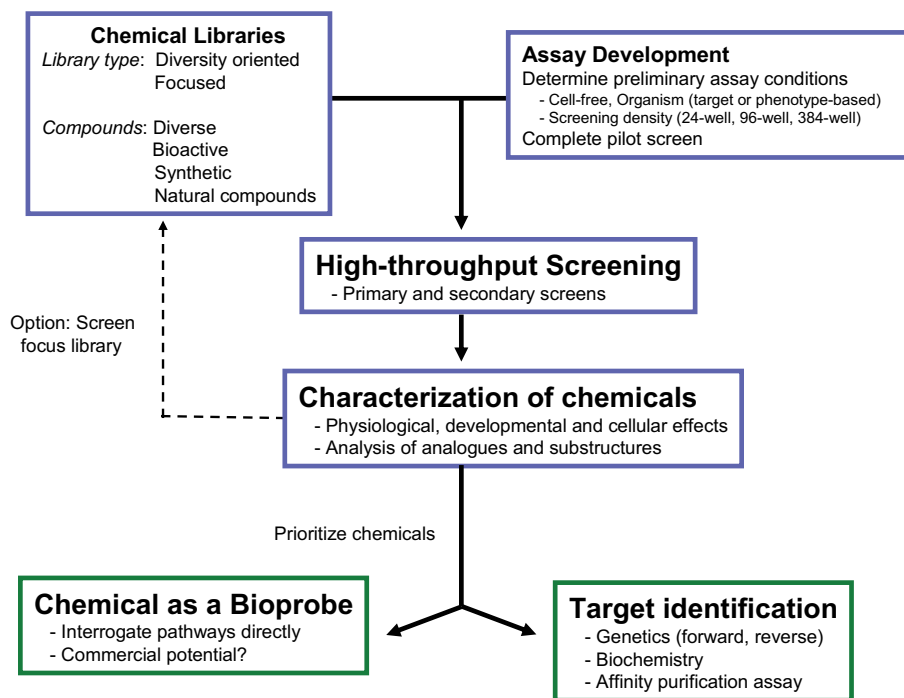 Chemical Libraries
Library type: Diversity oriented
Focused
Compounds: Diverse
Bioactive
Synthetic
Natural compounds
Assay Development
Determine preliminary assay conditions
- Cell-free, Organism (target or phenotype-based)
- Screening density (24-well, 96-well, 384-well)
Complete pilot screen
High-throughput Screening
- Primary and secondary screens
Option: Screen
focus library
Characterization of chemicals
- Physiological, developmental and cellular effects
- Analysis of analogues and substructures
Prioritize chemicals
Chemical as a Bioprobe
- Interrogate pathways directly
- Commercial potential?
Target identification
- Genetics (forward, reverse)
- Biochemistry
- Affinity purification assay